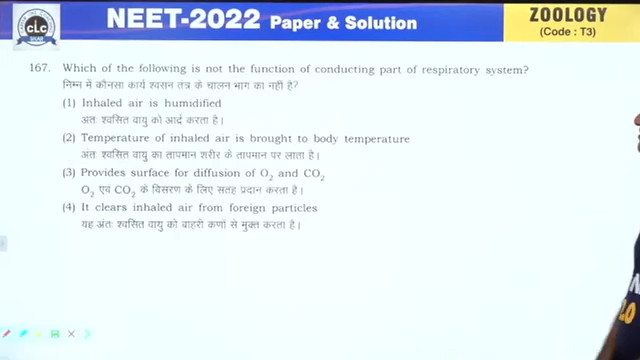 NEET-2022 Paper & Solution
ZOOLOGY
(Code : T3)
CLC
167. Which of the following is not the function of conducting part of respiratory system?
निम्न में कौनसा कार्य श्वसन तंत्र के चालन भाग का नहीं है?
(1) Inhaled air is humidified
अतः श्वसित वायु को आर्द्र करता है।
(2) Temperature of inhaled air is brought to body temperature
अंतः श्वसित वायु का तापमान शरीर के तापमान पर लाता है।
(3) Provides surface for diffusion of O₂ and CO₂
O₂ एवं CO₂ के विसरण के लिए सतह प्रदान करता है।
(4) It clears inhaled air from foreign particles
यह अंतः श्वसित वायु को बाहरी कणों से मुक्त करता है।